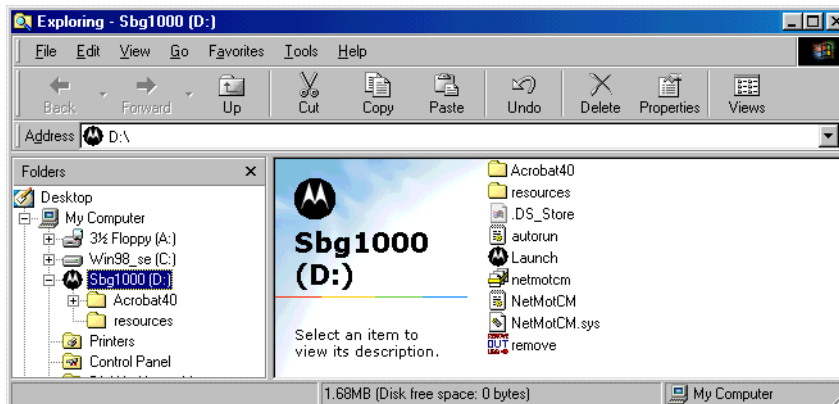 Exploring - Sbg1000 (D:)
File Edit View Go Favorites Tools Help
Back Forward Up Cut Copy Paste Undo Delete Properties Views
Address D:\
Folders
Desktop
My Computer
3½ Floppy (A:)
Win98_se (C:)
Sbg1000 (D:)
Acrobat40
resources
Printers
Control Panel
Sbg1000
(D:)
Select an item to
view its description.
Acrobat40
resources
.DS_Store
autorun
Launch
netmotcm
NetMotCM
NetMotCM.sys
remove
1.68MB (Disk free space: 0 bytes) My Computer